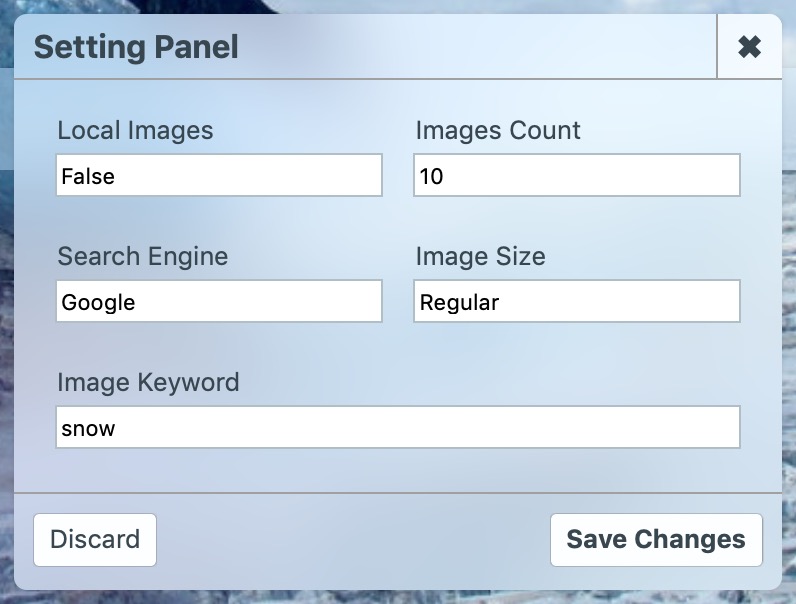 Setting Panel ✖
Local Images
Images Count
False
10
Search Engine
Image Size
Google
Regular
Image Keyword
snow
Discard
Save Changes